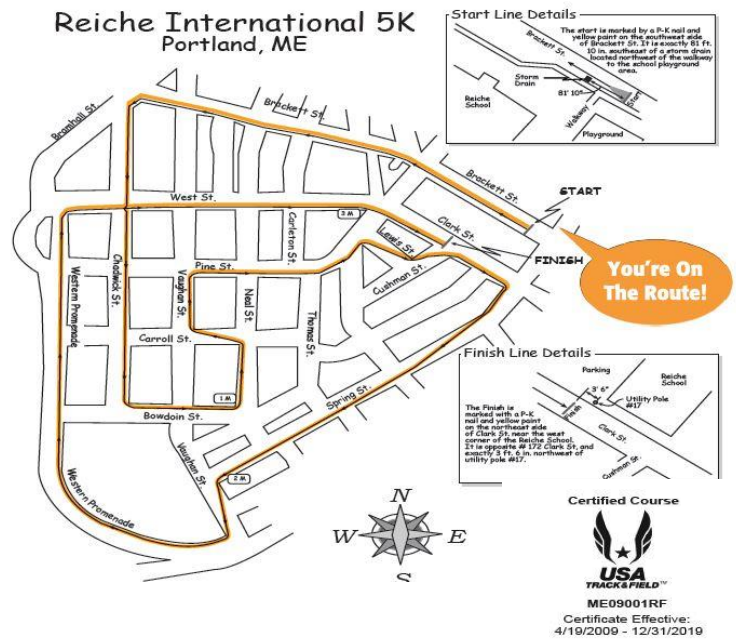 Reiche International 5K
Portland, ME
Start Line Details
The start is marked by a P-K nail and
yellow paint on the southwest side
of Brackett St. It is exactly 81 ft.
10 in. southeast of a storm drain
located northwest of the walkway
to the school playground
area.
Brackett St.
Storm
Drain
81' 10"
Start
Reiche
School
Walkway
Playground
Bramhall St.
Brackett St.
Brackett St.
START
West St.
3 M
Clark St.
FINISH
Lewis St
Carleton St.
Pine St.
Cushman St.
Chadwick St.
Vaughan St.
Neal St.
Thomas St.
Western Promenade
Carroll St.
1 M
Bowdoin St.
Spring St.
Vaughan St
2 M
Western Promenade
You're On
The Route!
Finish Line Details
Parking
Reiche
School
3' 6"
Utility Pole
#17
Finish
The Finish is
marked with a P-K
nail and yellow paint
on the northeast side
of Clark St. near the west
corner of the Reiche School.
It is opposite # 172 Clark St, and
exactly 3 ft. 6 in. northwest of
utility pole #17.
Clark St.
Cushman St.
N
W
E
S
Certified Course
USA
TRACK&FIELD™
ME09001RF
Certificate Effective:
4/19/2009 - 12/31/2019